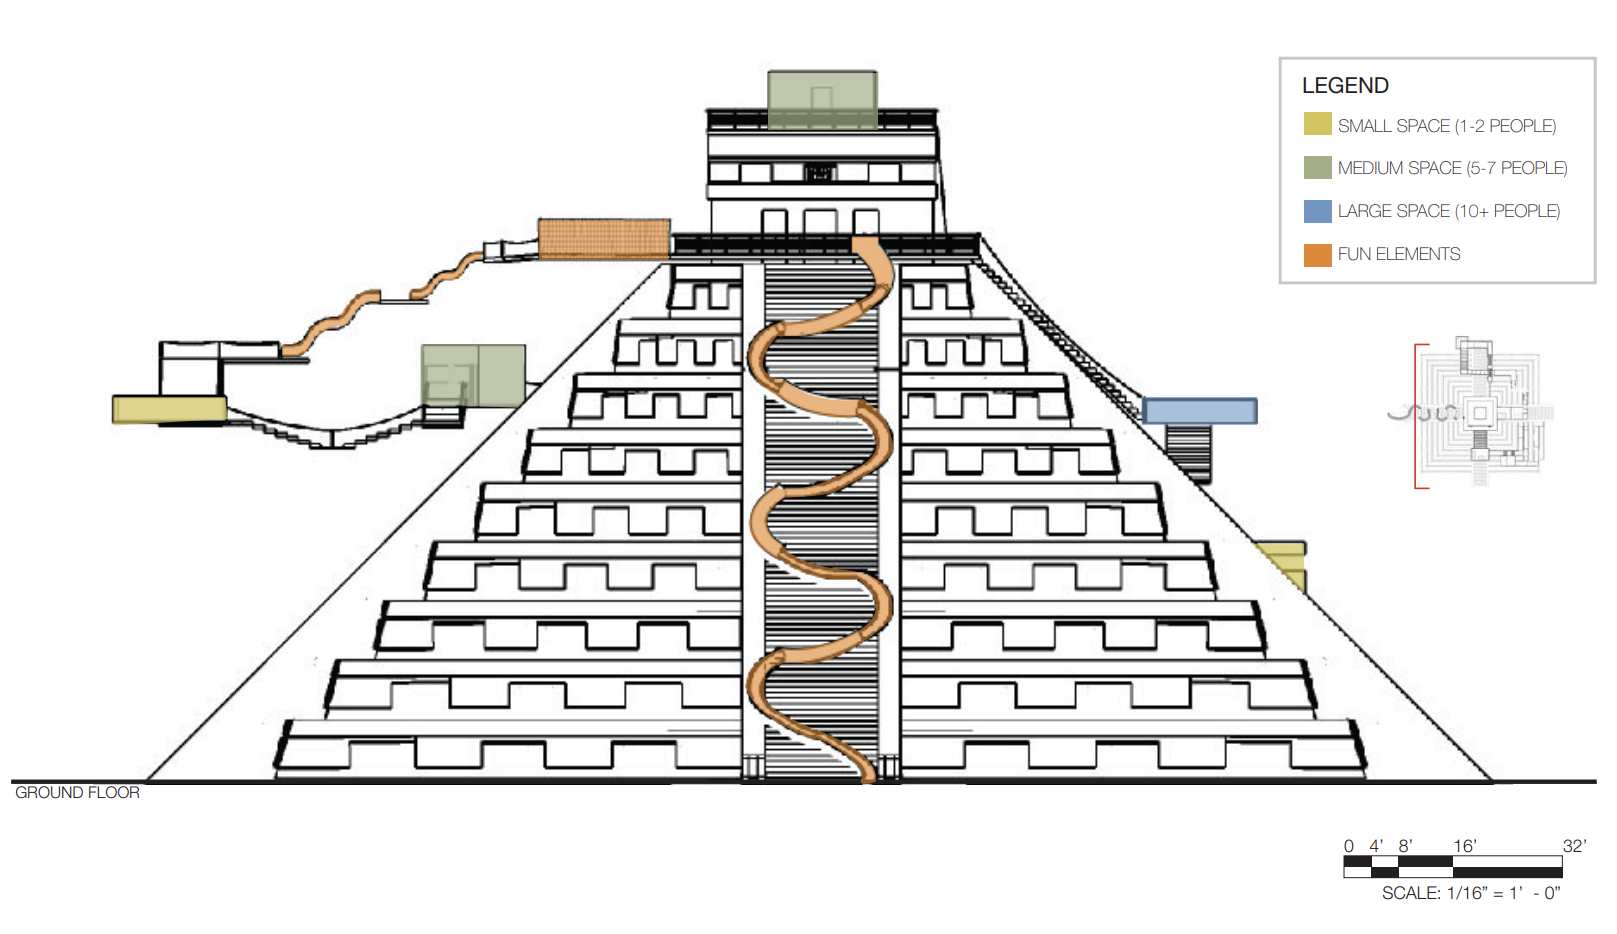 LEGEND
SMALL SPACE (1-2 PEOPLE)
MEDIUM SPACE (5-7 PEOPLE)
LARGE SPACE (10+ PEOPLE)
FUN ELEMENTS
GROUND FLOOR
0 4’ 8’ 16’ 32’
SCALE: 1/16” = 1’ - 0”